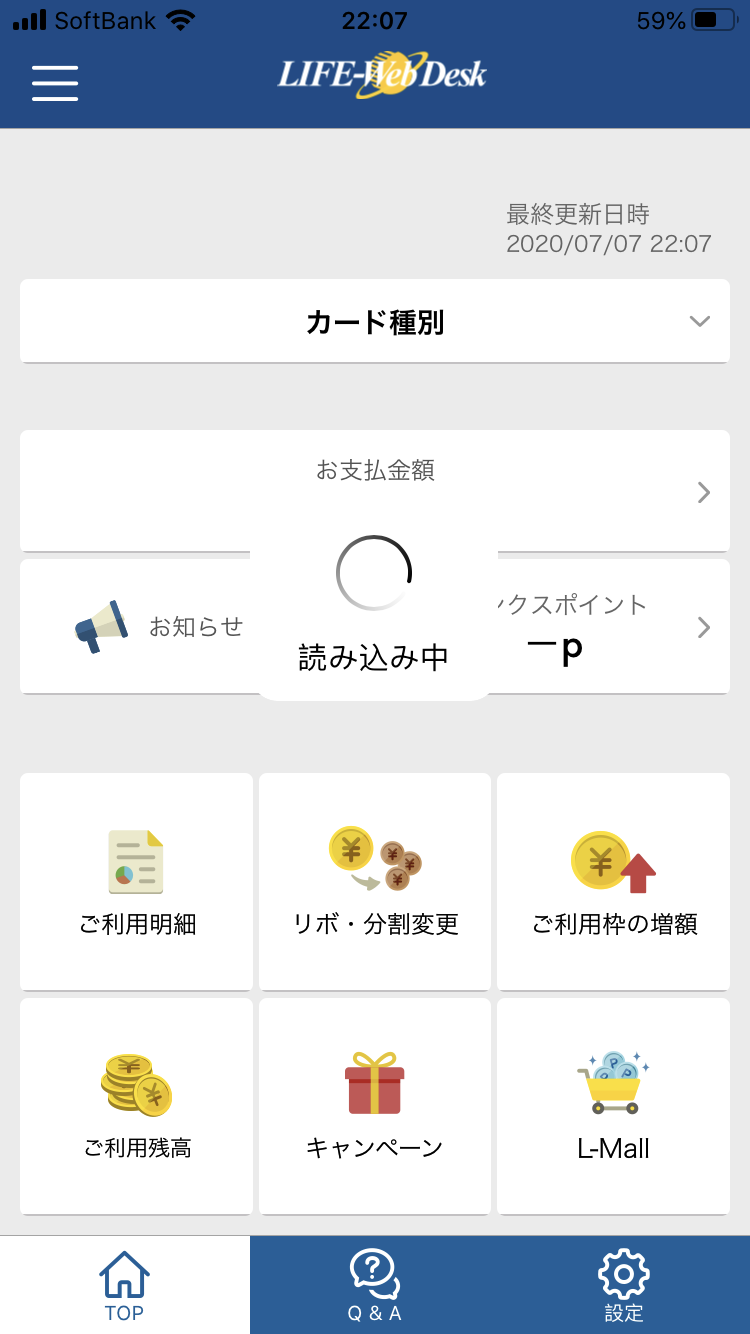 SoftBank 22:07 59%
LIFE-Web Desk
最終更新日時
2020/07/07 22:07
カード種別
お支払金額
読み込み中
お知らせ
ンクスポイント
ーp
ご利用明細
リボ・分割変更
ご利用枠の増額
ご利用残高
キャンペーン
L-Mall
TOP
Q & A
設定